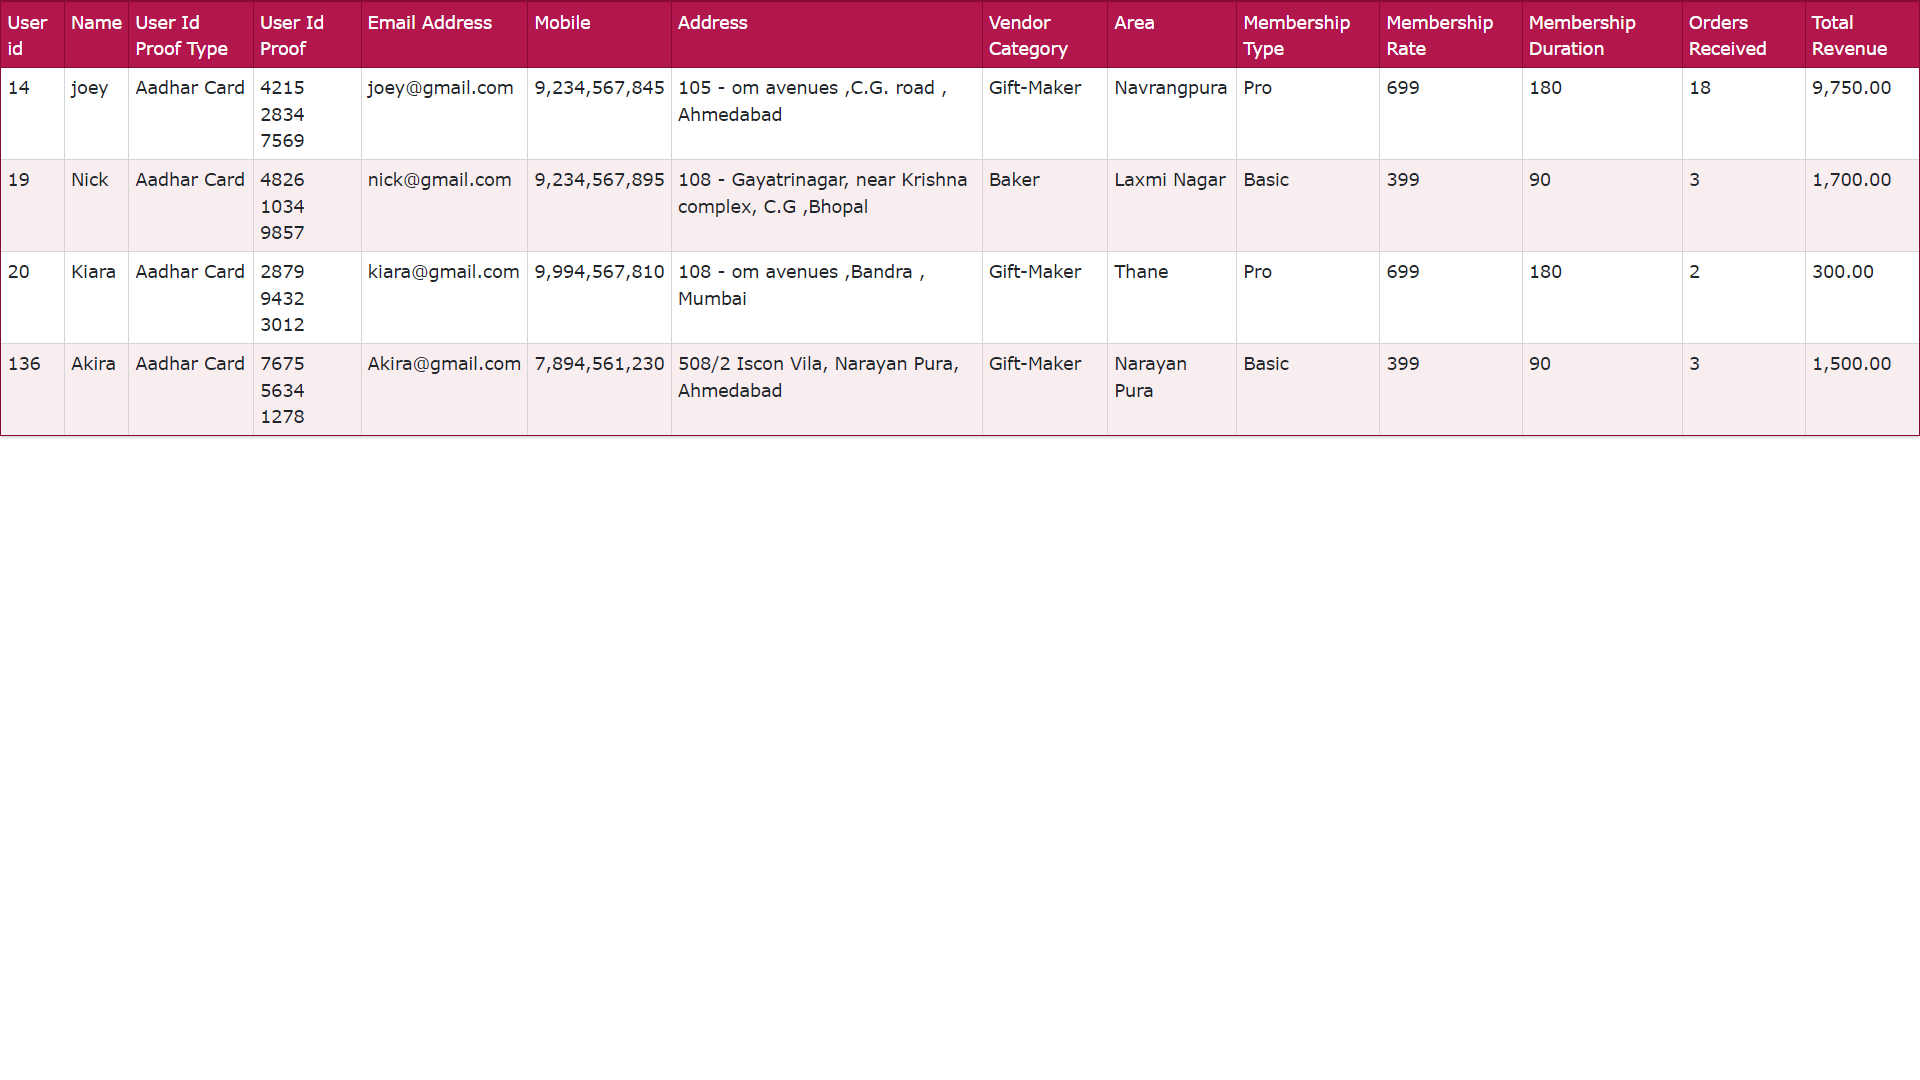 User id Name User Id Proof Type User Id Proof Email Address Mobile Address Vendor Category Area Membership Type Membership Rate Membership Duration Orders Received Total Revenue
14 joey Aadhar Card 4215 2834 7569 joey@gmail.com 9,234,567,845 105 - om avenues ,C.G. road , Ahmedabad Gift-Maker Navrangpura Pro 699 180 18 9,750.00
19 Nick Aadhar Card 4826 1034 9857 nick@gmail.com 9,234,567,895 108 - Gayatrinagar, near Krishna complex, C.G ,Bhopal Baker Laxmi Nagar Basic 399 90 3 1,700.00
20 Kiara Aadhar Card 2879 9432 3012 kiara@gmail.com 9,994,567,810 108 - om avenues ,Bandra , Mumbai Gift-Maker Thane Pro 699 180 2 300.00
136 Akira Aadhar Card 7675 5634 1278 Akira@gmail.com 7,894,561,230 508/2 Iscon Vila, Narayan Pura, Ahmedabad Gift-Maker Narayan Pura Basic 399 90 3 1,500.00